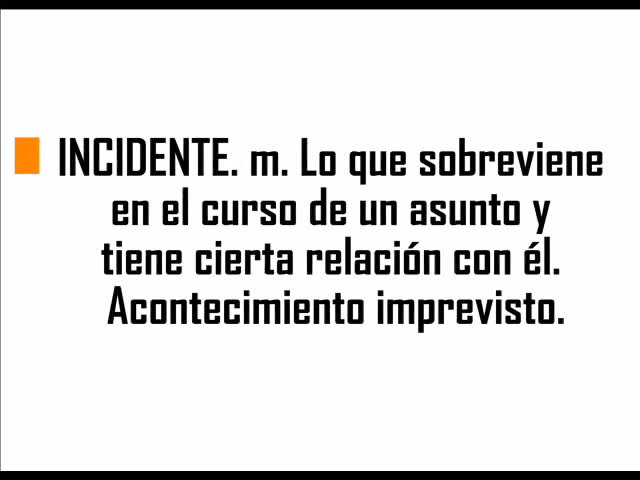 INCIDENTE. m. Lo que sobreviene
en el curso de un asunto y
tiene cierta relación con él.
Acontecimiento imprevisto.